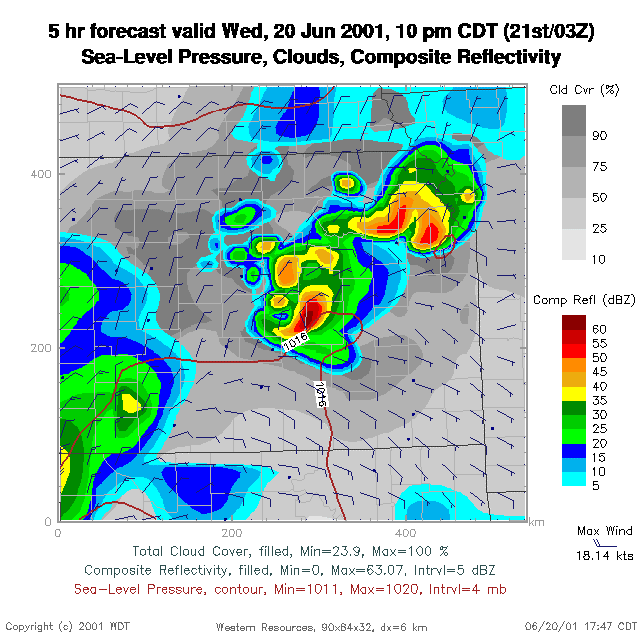 5 hr forecast valid Wed, 20 Jun 2001, 10 pm CDT (21st/03Z)
Sea-Level Pressure, Clouds, Composite Reflectivity
Cld Cvr (%)
90
75
50
25
10
Comp Refl (dBZ)
60
55
50
45
40
35
30
25
20
15
10
5
Max Wind
18.14 kts
400
200
0
1016
1016
0 200 400 km
Total Cloud Cover, filled, Min=23.9, Max=100 %
Composite Reflectivity, filled, Min=0, Max=63.07, Intrvl=5 dBZ
Sea-Level Pressure, contour, Min=1011, Max=1020, Intrvl=4 mb
Copyright (c) 2001 WDT Western Resources, 90x84x32, dx=6 km 06/20/01 17:47 CDT